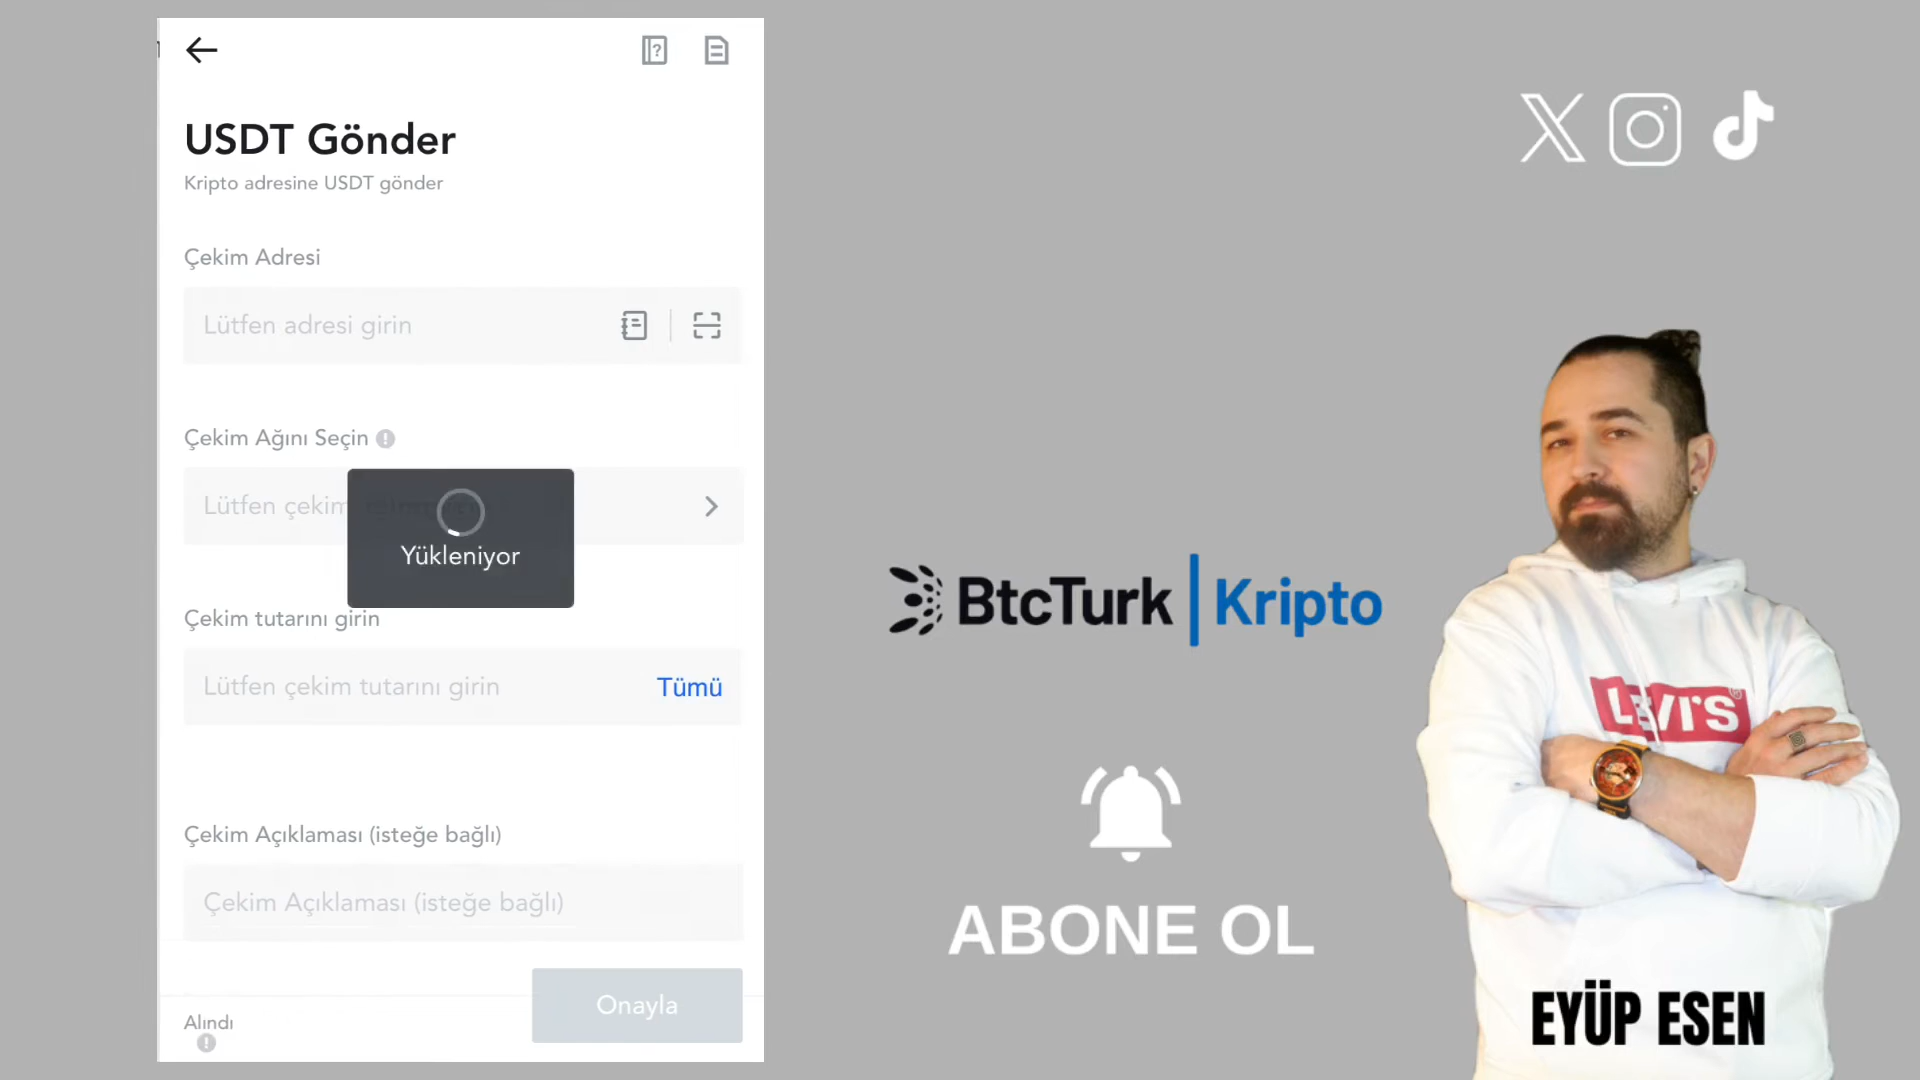 USDT Gönder
Kripto adresine USDT gönder
Çekim Adresi
Lütfen adresi girin
Çekim Ağını Seçin
Lütfen çekim
Yükleniyor
Çekim tutarını girin
Lütfen çekim tutarını girin
Tümü
Çekim Açıklaması (isteğe bağlı)
Çekim Açıklaması (isteğe bağlı)
Alındı
Onayla
BtcTurk | Kripto
ABONE OL
LEVI'S
EYÜP ESEN